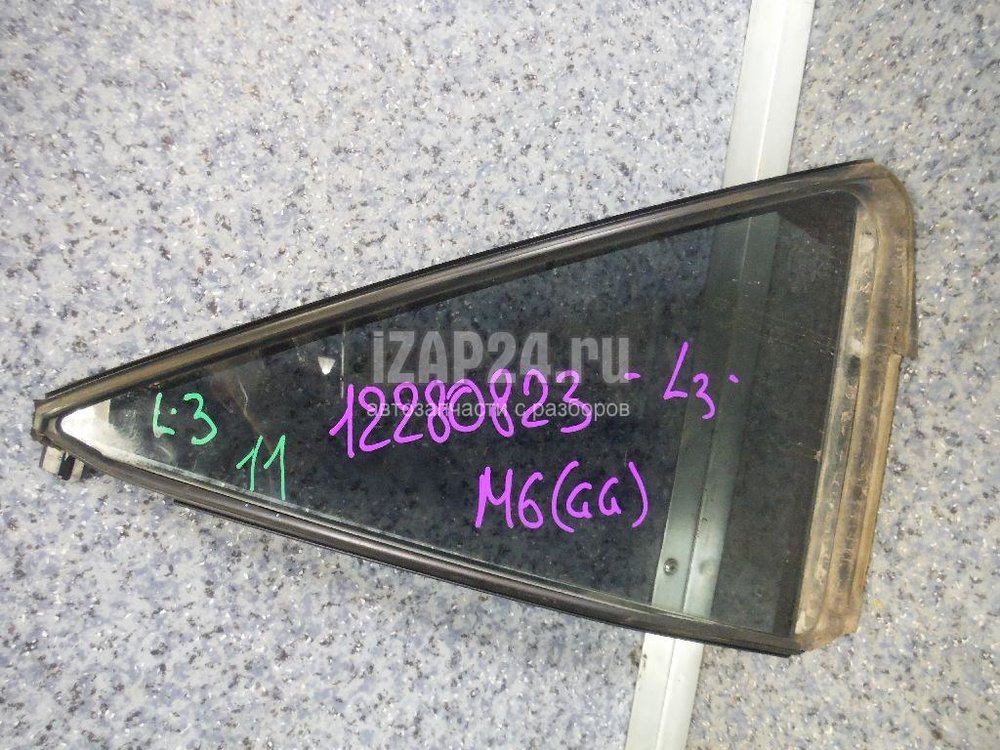 iZAP24.ru
12280823 - L3.
автозапчасти с разборов
L3
11
M6(GG)